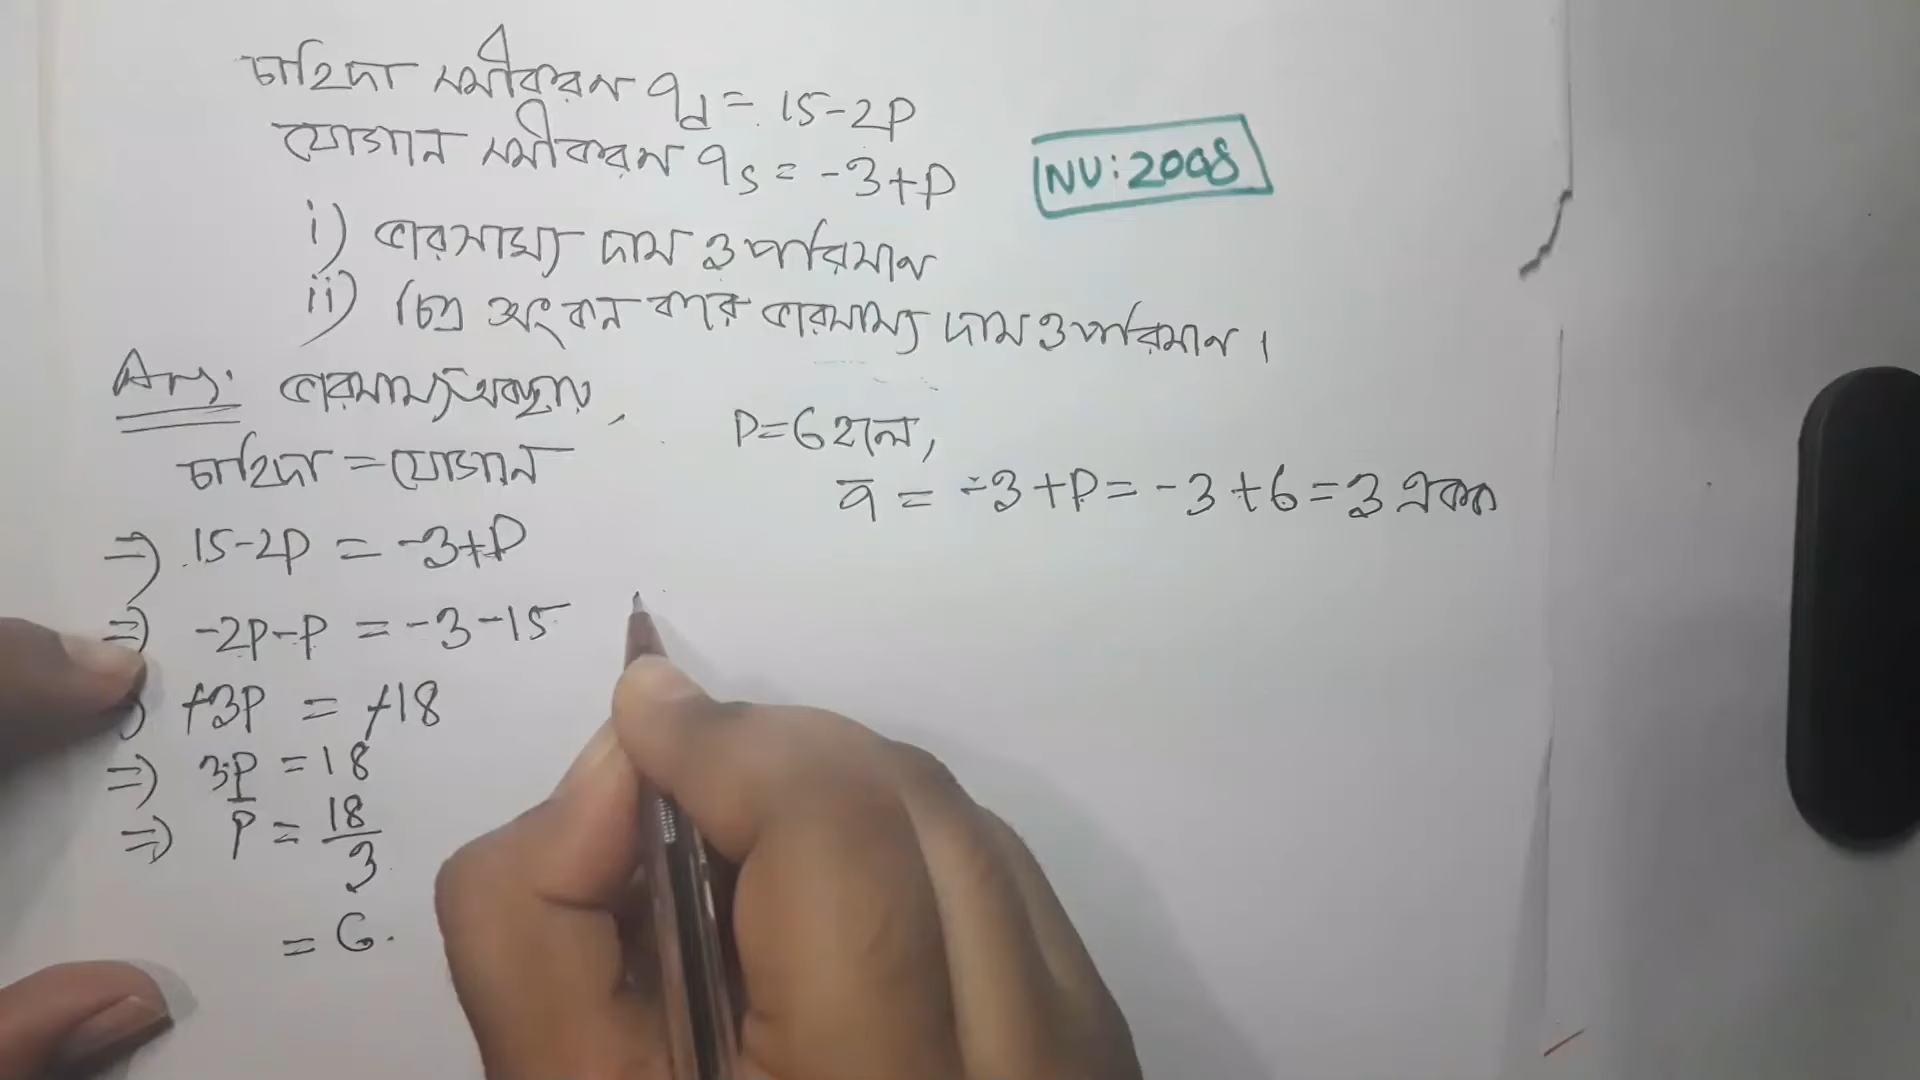 চাহিদা সমীকরণ qd = 15-2P
যোগান সমীকরণ qs = -3+P
NU: 2008
i) ভারসাম্য দাম ও পরিমান
ii) চিত্র অংকন করে ভারসাম্য দাম ও পরিমান ।
Ans: ভারসাম্য অবস্থায়,
চাহিদা = যোগান
⇒ 15-2P = -3+P
⇒ -2P-P = -3-15
⇒ +3P = +18
⇒ 3P = 18
⇒ P = 18/3
= 6.
P=6 হলে,
q̅ = -3+P = -3+6 = 3 একক